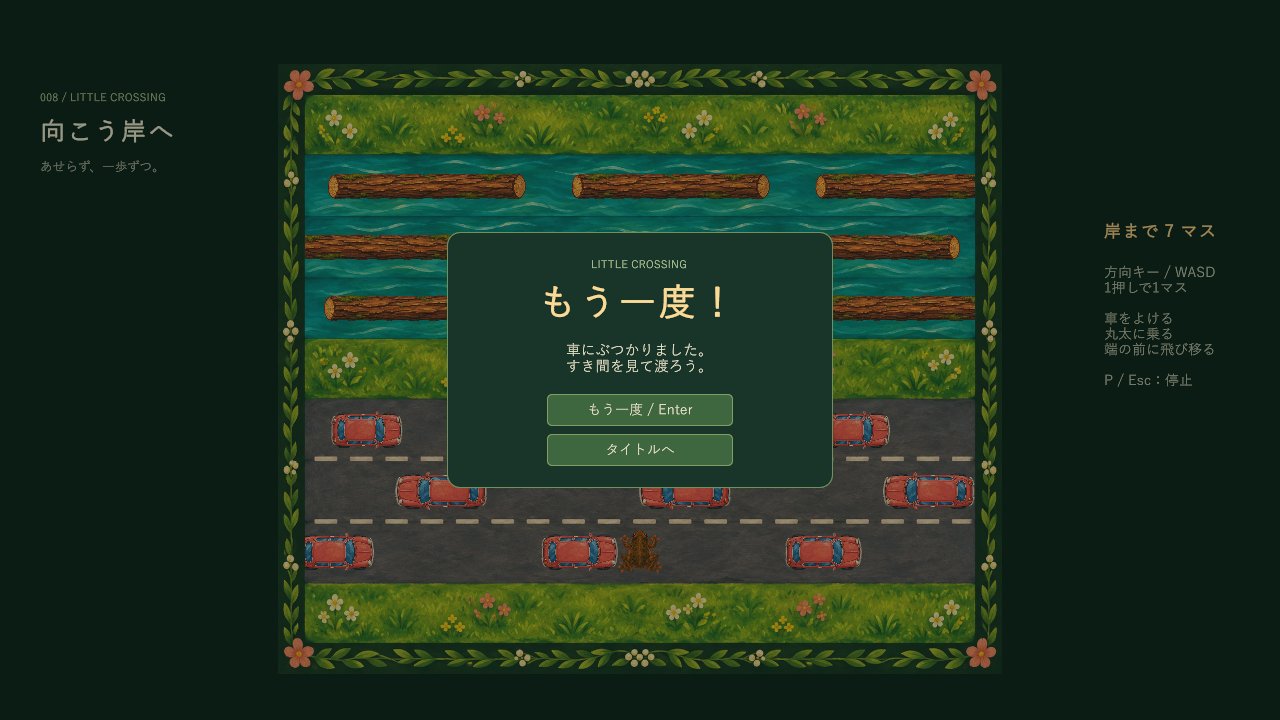 008 / LITTLE CROSSING
向こう岸へ
あせらず、一歩ずつ。
LITTLE CROSSING
もう一度！
車にぶつかりました。
すき間を見て渡ろう。
もう一度 / Enter
タイトルへ
岸まで 7 マス
方向キー / WASD
1押しで1マス
車をよける
丸太に乗る
端の前に飛び移る
P / Esc：停止